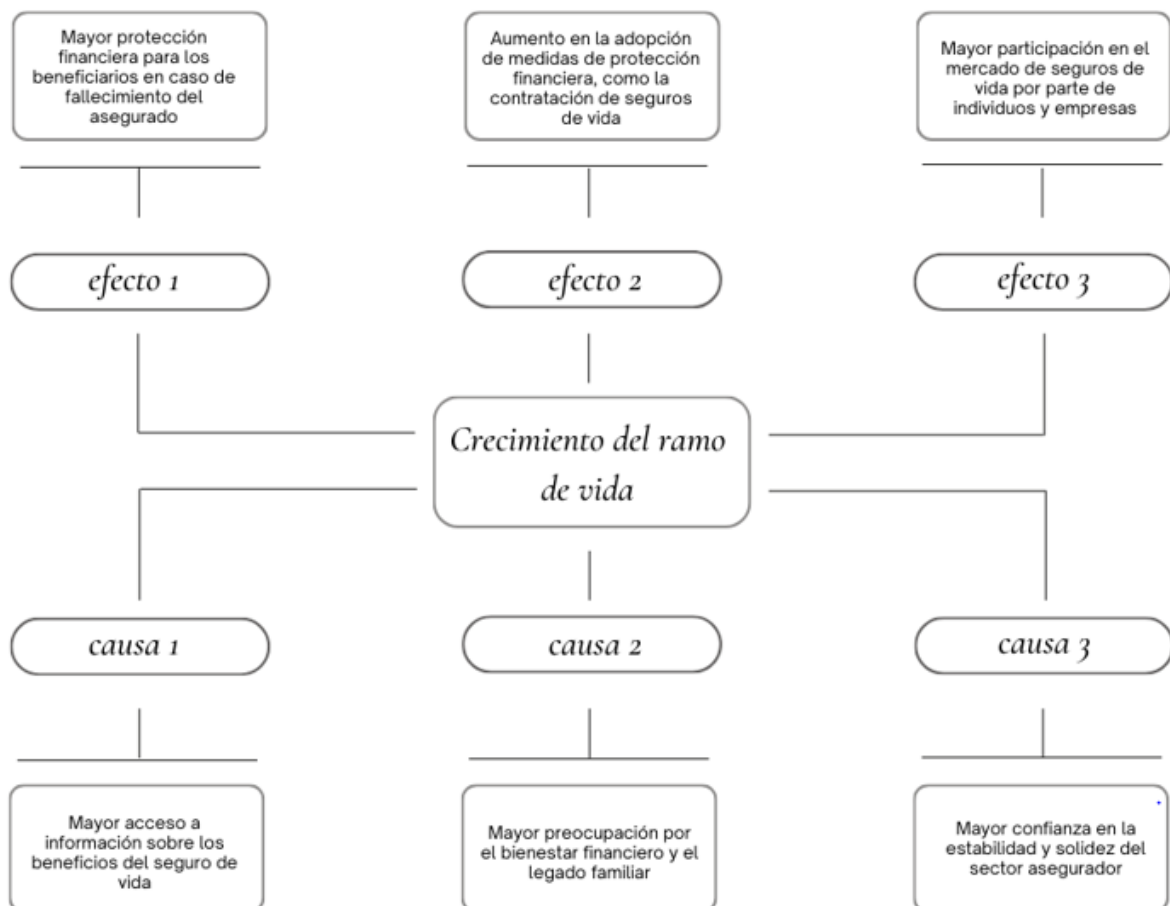 Mayor protección
financiera para los
beneficiarios en caso de
fallecimiento del
asegurado
Aumento en la adopción
de medidas de protección
financiera, como la
contratación de seguros
de vida
Mayor participación en el
mercado de seguros de
vida por parte de
individuos y empresas
efecto 1
efecto 2
efecto 3
Crecimiento del ramo
de vida
causa 1
causa 2
causa 3
Mayor acceso a
información sobre los
beneficios del seguro de
vida
Mayor preocupación por
el bienestar financiero y el
legado familiar
Mayor confianza en la
estabilidad y solidez del
sector asegurador